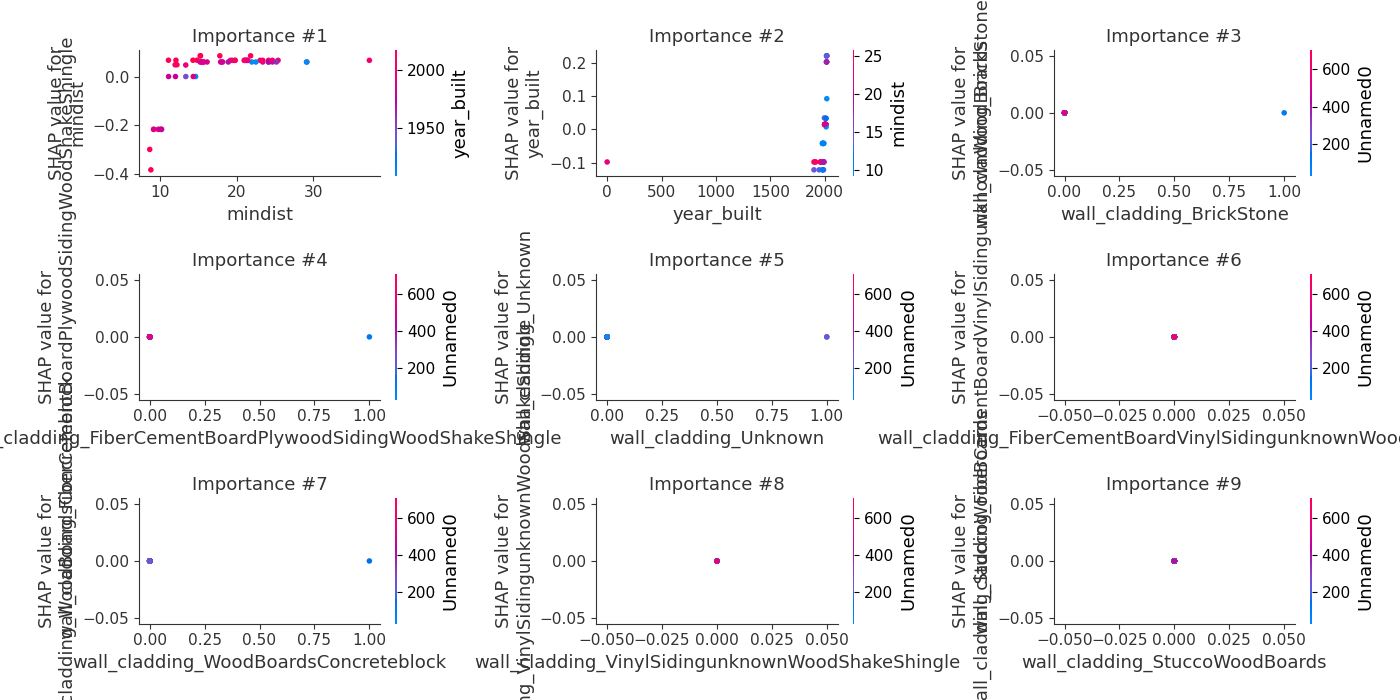 Importance #1
SHAP value for
mindist
0.0
−0.2
−0.4
10
20
30
mindist
2000
1950
year_built
Importance #2
SHAP value for
year_built
0.2
0.1
0.0
−0.1
0
500
1000
1500
2000
year_built
25
20
15
10
mindist
Importance #3
SHAP value for
0.05
0.00
−0.05
0.00
0.25
0.50
0.75
1.00
wall_cladding_BrickStone
600
400
200
Unnamed0
Importance #4
SHAP value for
0.05
0.00
−0.05
0.00
0.25
0.50
0.75
1.00
_cladding_FiberCementBoardPlywoodSidingWoodShakeShingle
600
400
200
Unnamed0
Importance #5
SHAP value for
0.05
0.00
−0.05
0.00
0.25
0.50
0.75
1.00
wall_cladding_Unknown
600
400
200
Unnamed0
Importance #6
SHAP value for
0.05
0.00
−0.05
−0.050
−0.025
0.000
0.025
0.050
wall_cladding_FiberCementBoardVinylSidingunknownWoo
600
400
200
Unnamed0
Importance #7
SHAP value for
0.05
0.00
−0.05
0.00
0.25
0.50
0.75
1.00
wall_cladding_WoodBoardsConcreteblock
600
400
200
Unnamed0
Importance #8
SHAP value for
0.05
0.00
−0.05
−0.050
−0.025
0.000
0.025
0.050
wall_cladding_VinylSidingunknownWoodShakeShingle
600
400
200
Unnamed0
Importance #9
SHAP value for
0.05
0.00
−0.05
−0.050
−0.025
0.000
0.025
0.050
wall_cladding_StuccoWoodBoards
600
400
200
Unnamed0